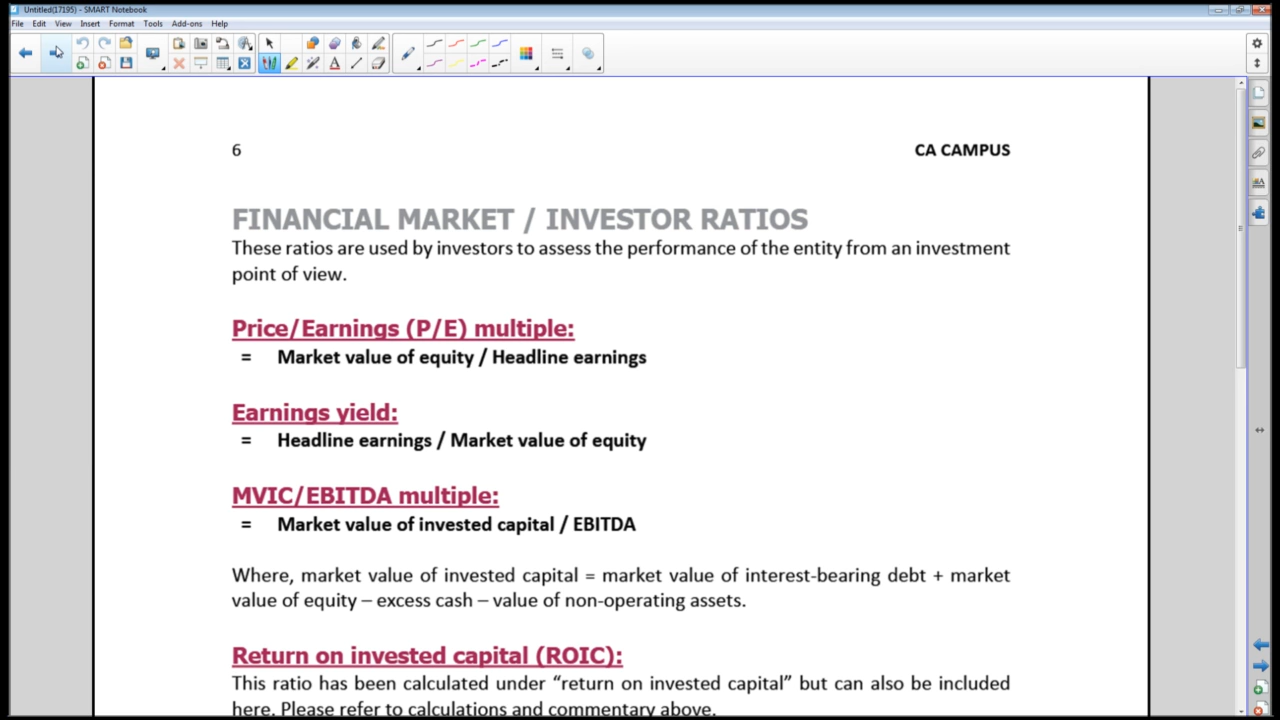 Untitled(17195) - SMART Notebook
File Edit View Insert Format Tools Add-ons Help
6 CA CAMPUS
FINANCIAL MARKET / INVESTOR RATIOS
These ratios are used by investors to assess the performance of the entity from an investment
point of view.
Price/Earnings (P/E) multiple:
= Market value of equity / Headline earnings
Earnings yield:
= Headline earnings / Market value of equity
MVIC/EBITDA multiple:
= Market value of invested capital / EBITDA
Where, market value of invested capital = market value of interest-bearing debt + market
value of equity – excess cash – value of non-operating assets.
Return on invested capital (ROIC):
This ratio has been calculated under “return on invested capital” but can also be included
here. Please refer to calculations and commentary above.